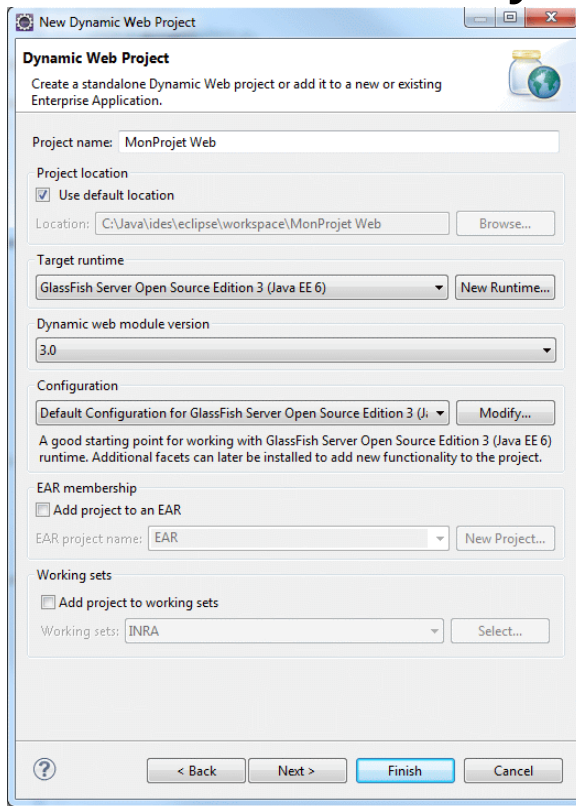 New Dynamic Web Project
Dynamic Web Project
Create a standalone Dynamic Web project or add it to a new or existing
Enterprise Application.
Project name: MonProjet Web
Project location
Use default location
Location: C:\Java\ides\eclipse\workspace\MonProjet Web Browse...
Target runtime
GlassFish Server Open Source Edition 3 (Java EE 6) New Runtime...
Dynamic web module version
3.0
Configuration
Default Configuration for GlassFish Server Open Source Edition 3 (Ja Modify...
A good starting point for working with GlassFish Server Open Source Edition 3 (Java EE 6)
runtime. Additional facets can later be installed to add new functionality to the project.
EAR membership
Add project to an EAR
EAR project name: EAR New Project...
Working sets
Add project to working sets
Working sets: INRA Select...
? < Back Next > Finish Cancel